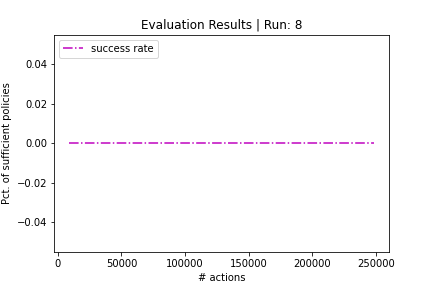 Evaluation Results | Run: 8
success rate
Pct. of sufficient policies
0.04
0.02
0.00
−0.02
−0.04
0 50000 100000 150000 200000 250000
# actions